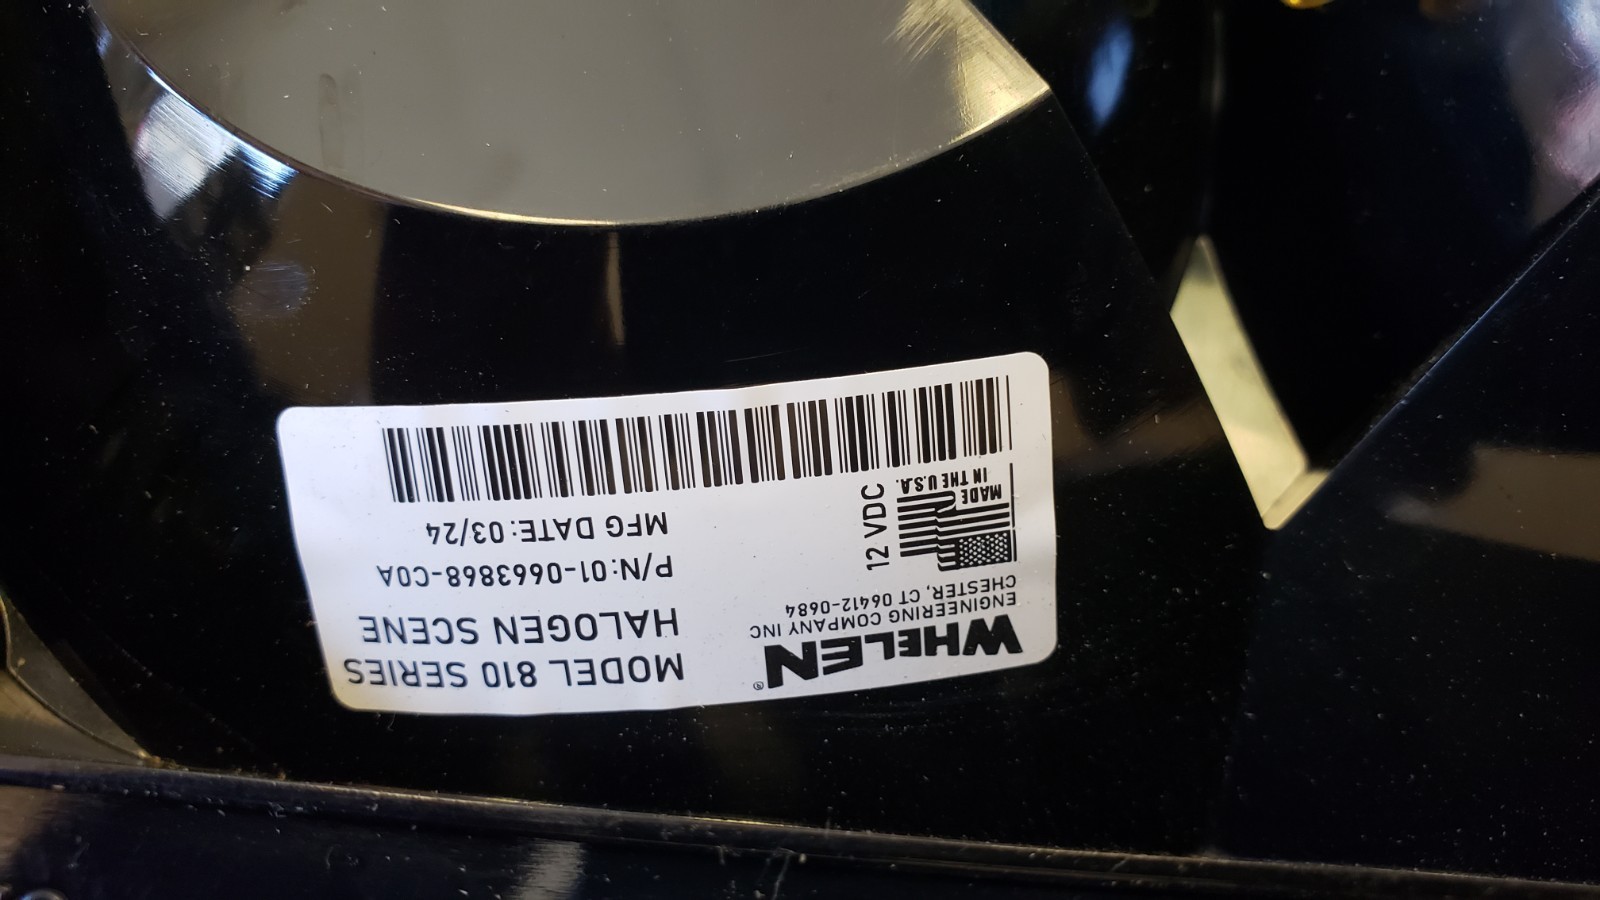 WHELEN®
ENGINEERING COMPANY INC
CHESTER, CT 06412-0684
MADE
IN THE U.S.A.
12 VDC
MODEL 810 SERIES
HALOGEN SCENE
P/N:01-0663868-C0A
MFG DATE:03/24